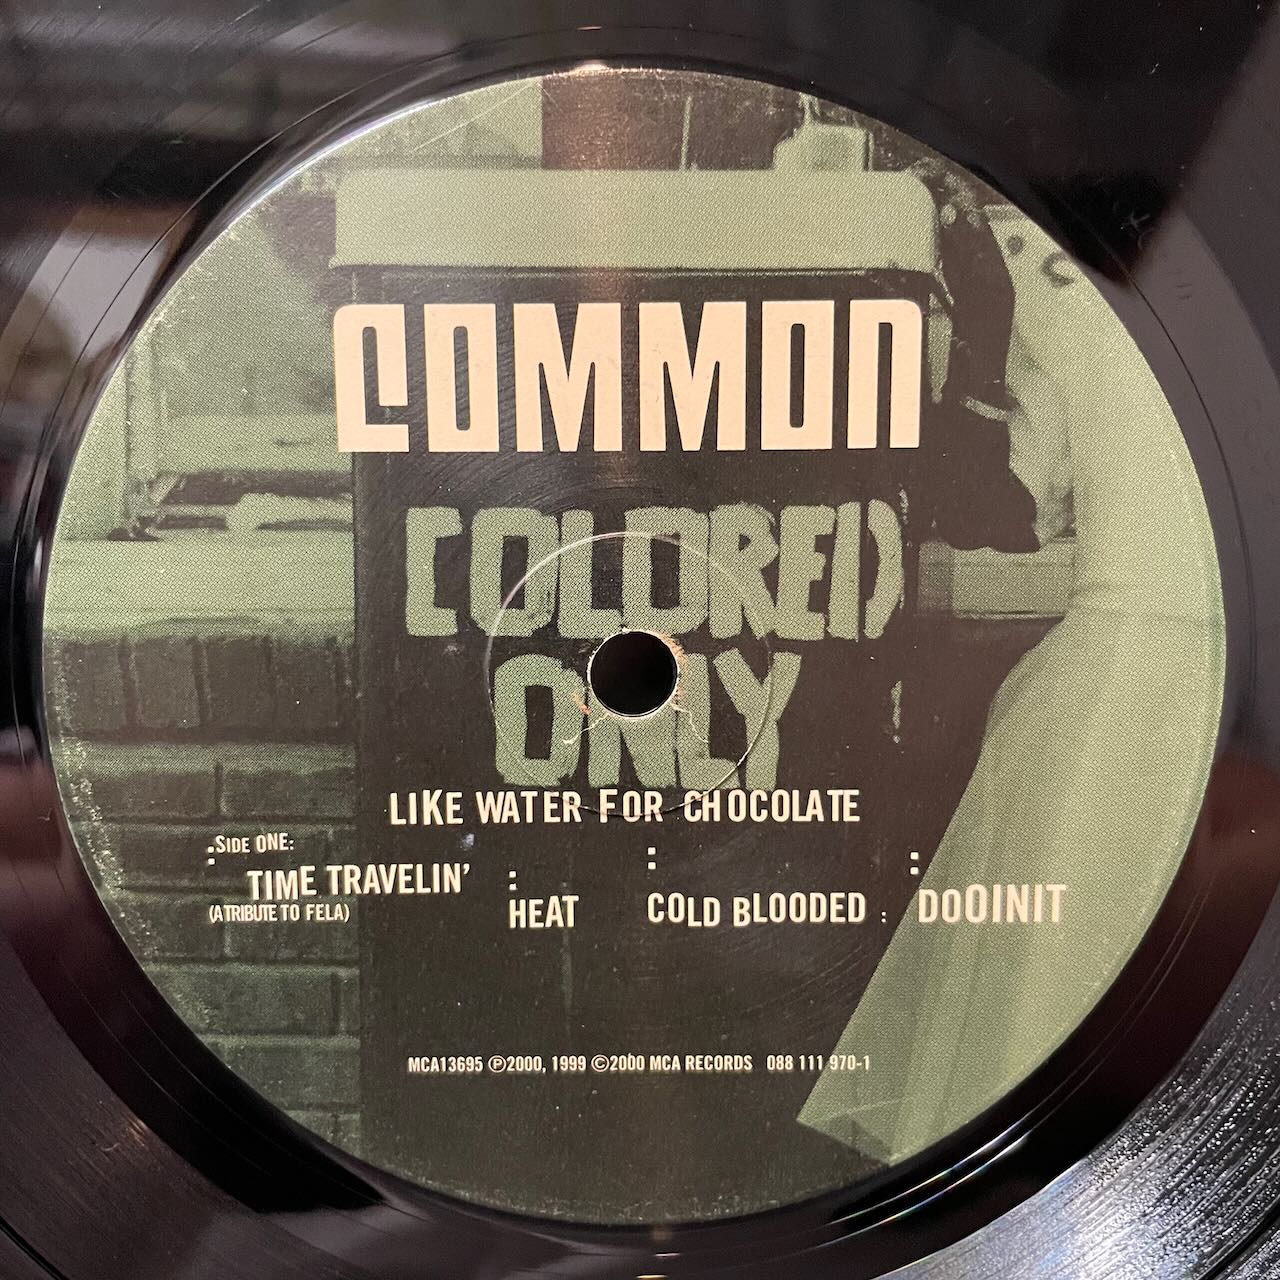 COMMON
COLORED
ONLY
LIKE WATER FOR CHOCOLATE
: SIDE ONE:
TIME TRAVELIN' : HEAT : COLD BLOODED : : DOOINIT
(A TRIBUTE TO FELA)
MCA13695 ℗2000, 1999 ©2000 MCA RECORDS 088 111 970-1